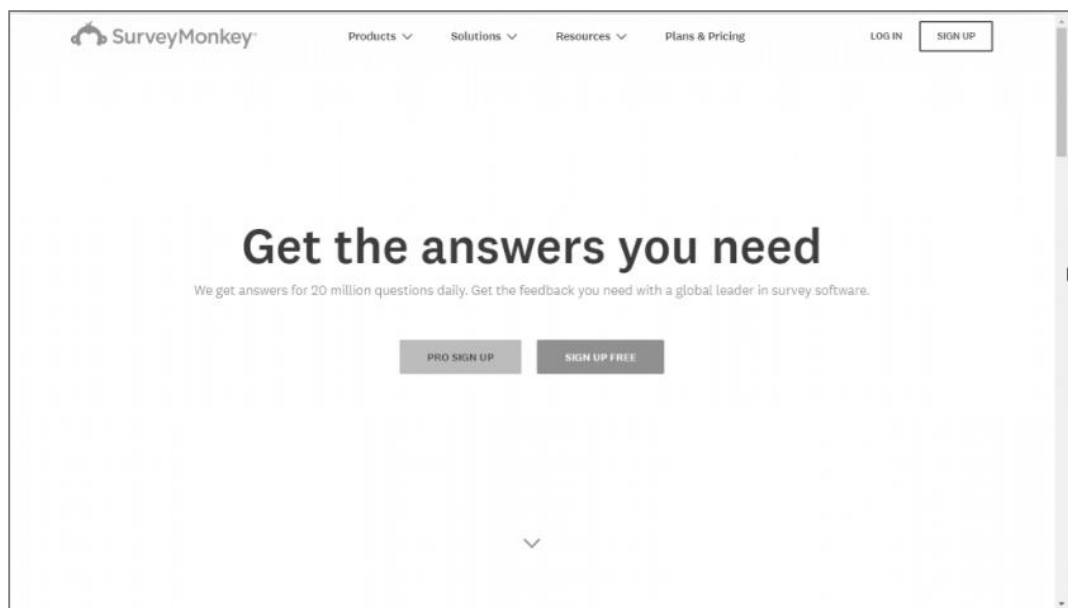 SurveyMonkey
Products Solutions Resources Plans & Pricing LOG IN SIGN UP
Get the answers you need
We get answers for 20 million questions daily. Get the feedback you need with a global leader in survey software.
PRO SIGN UP SIGN UP FREE